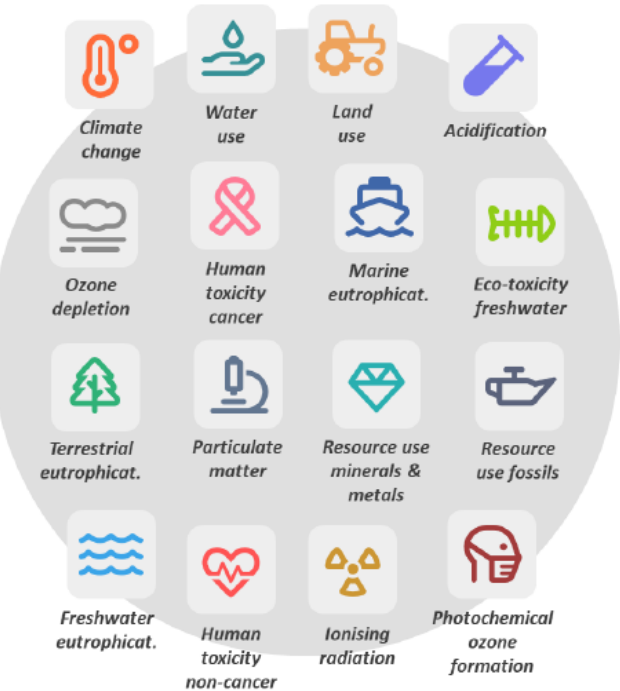 Climate
change
Water
use
Land
use
Acidification
Ozone
depletion
Human
toxicity
cancer
Marine
eutrophicat.
Eco-toxicity
freshwater
Terrestrial
eutrophicat.
Particulate
matter
Resource use
minerals &
metals
Resource
use fossils
Freshwater
eutrophicat.
Human
toxicity
non-cancer
Ionising
radiation
Photochemical
ozone
formation